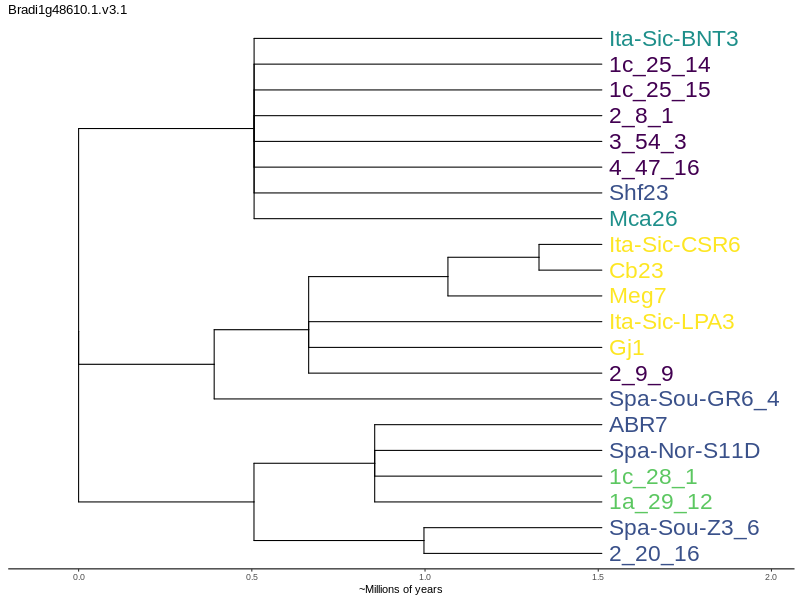 Bradi1g48610.1.v3.1
Ita-Sic-BNT3
1c_25_14
1c_25_15
2_8_1
3_54_3
4_47_16
Shf23
Mca26
Ita-Sic-CSR6
Cb23
Meg7
Ita-Sic-LPA3
Gj1
2_9_9
Spa-Sou-GR6_4
ABR7
Spa-Nor-S11D
1c_28_1
1a_29_12
Spa-Sou-Z3_6
2_20_16
0.0 0.5 1.0 1.5 2.0
~Millions of years